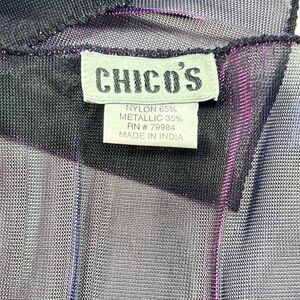 CHICO'S
NYLON 65%
METALLIC 35%
RN # 79984
MADE IN INDIA